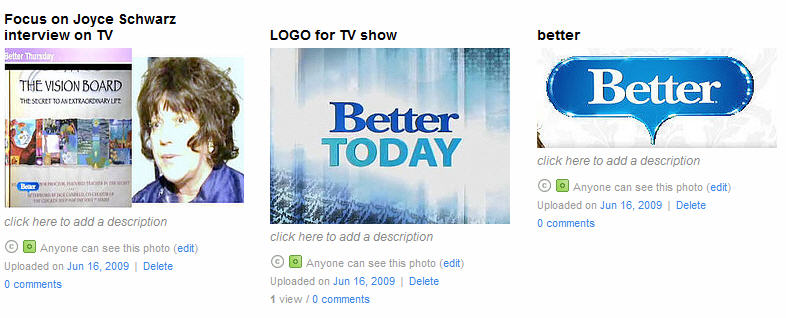 Focus on Joyce Schwarz
interview on TV
Better Thursday
THE VISION BOARD
THE SECRET TO AN EXTRAORDINARY LIFE
Better
click here to add a description
Anyone can see this photo (edit)
Uploaded on Jun 16, 2009 | Delete
0 comments
LOGO for TV show
Better
TODAY
click here to add a description
Anyone can see this photo (edit)
Uploaded on Jun 16, 2009 | Delete
1 view / 0 comments
better
Better
click here to add a description
Anyone can see this photo (edit)
Uploaded on Jun 16, 2009 | Delete
0 comments